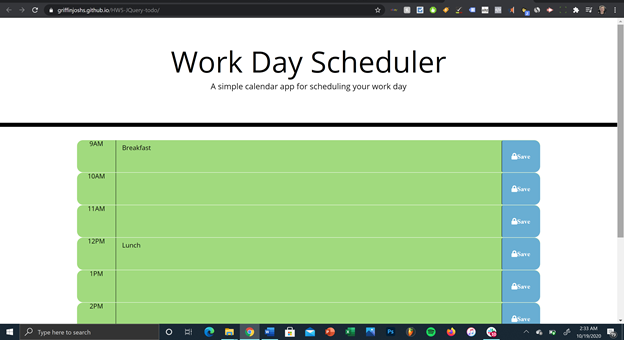 griffinjoshs.github.io/HW5-JQuery-todo/
Work Day Scheduler
A simple calendar app for scheduling your work day
9AM
Breakfast
Save
10AM
Save
11AM
Save
12PM
Lunch
Save
1PM
Save
2PM
Type here to search
2:33 AM
10/19/2020